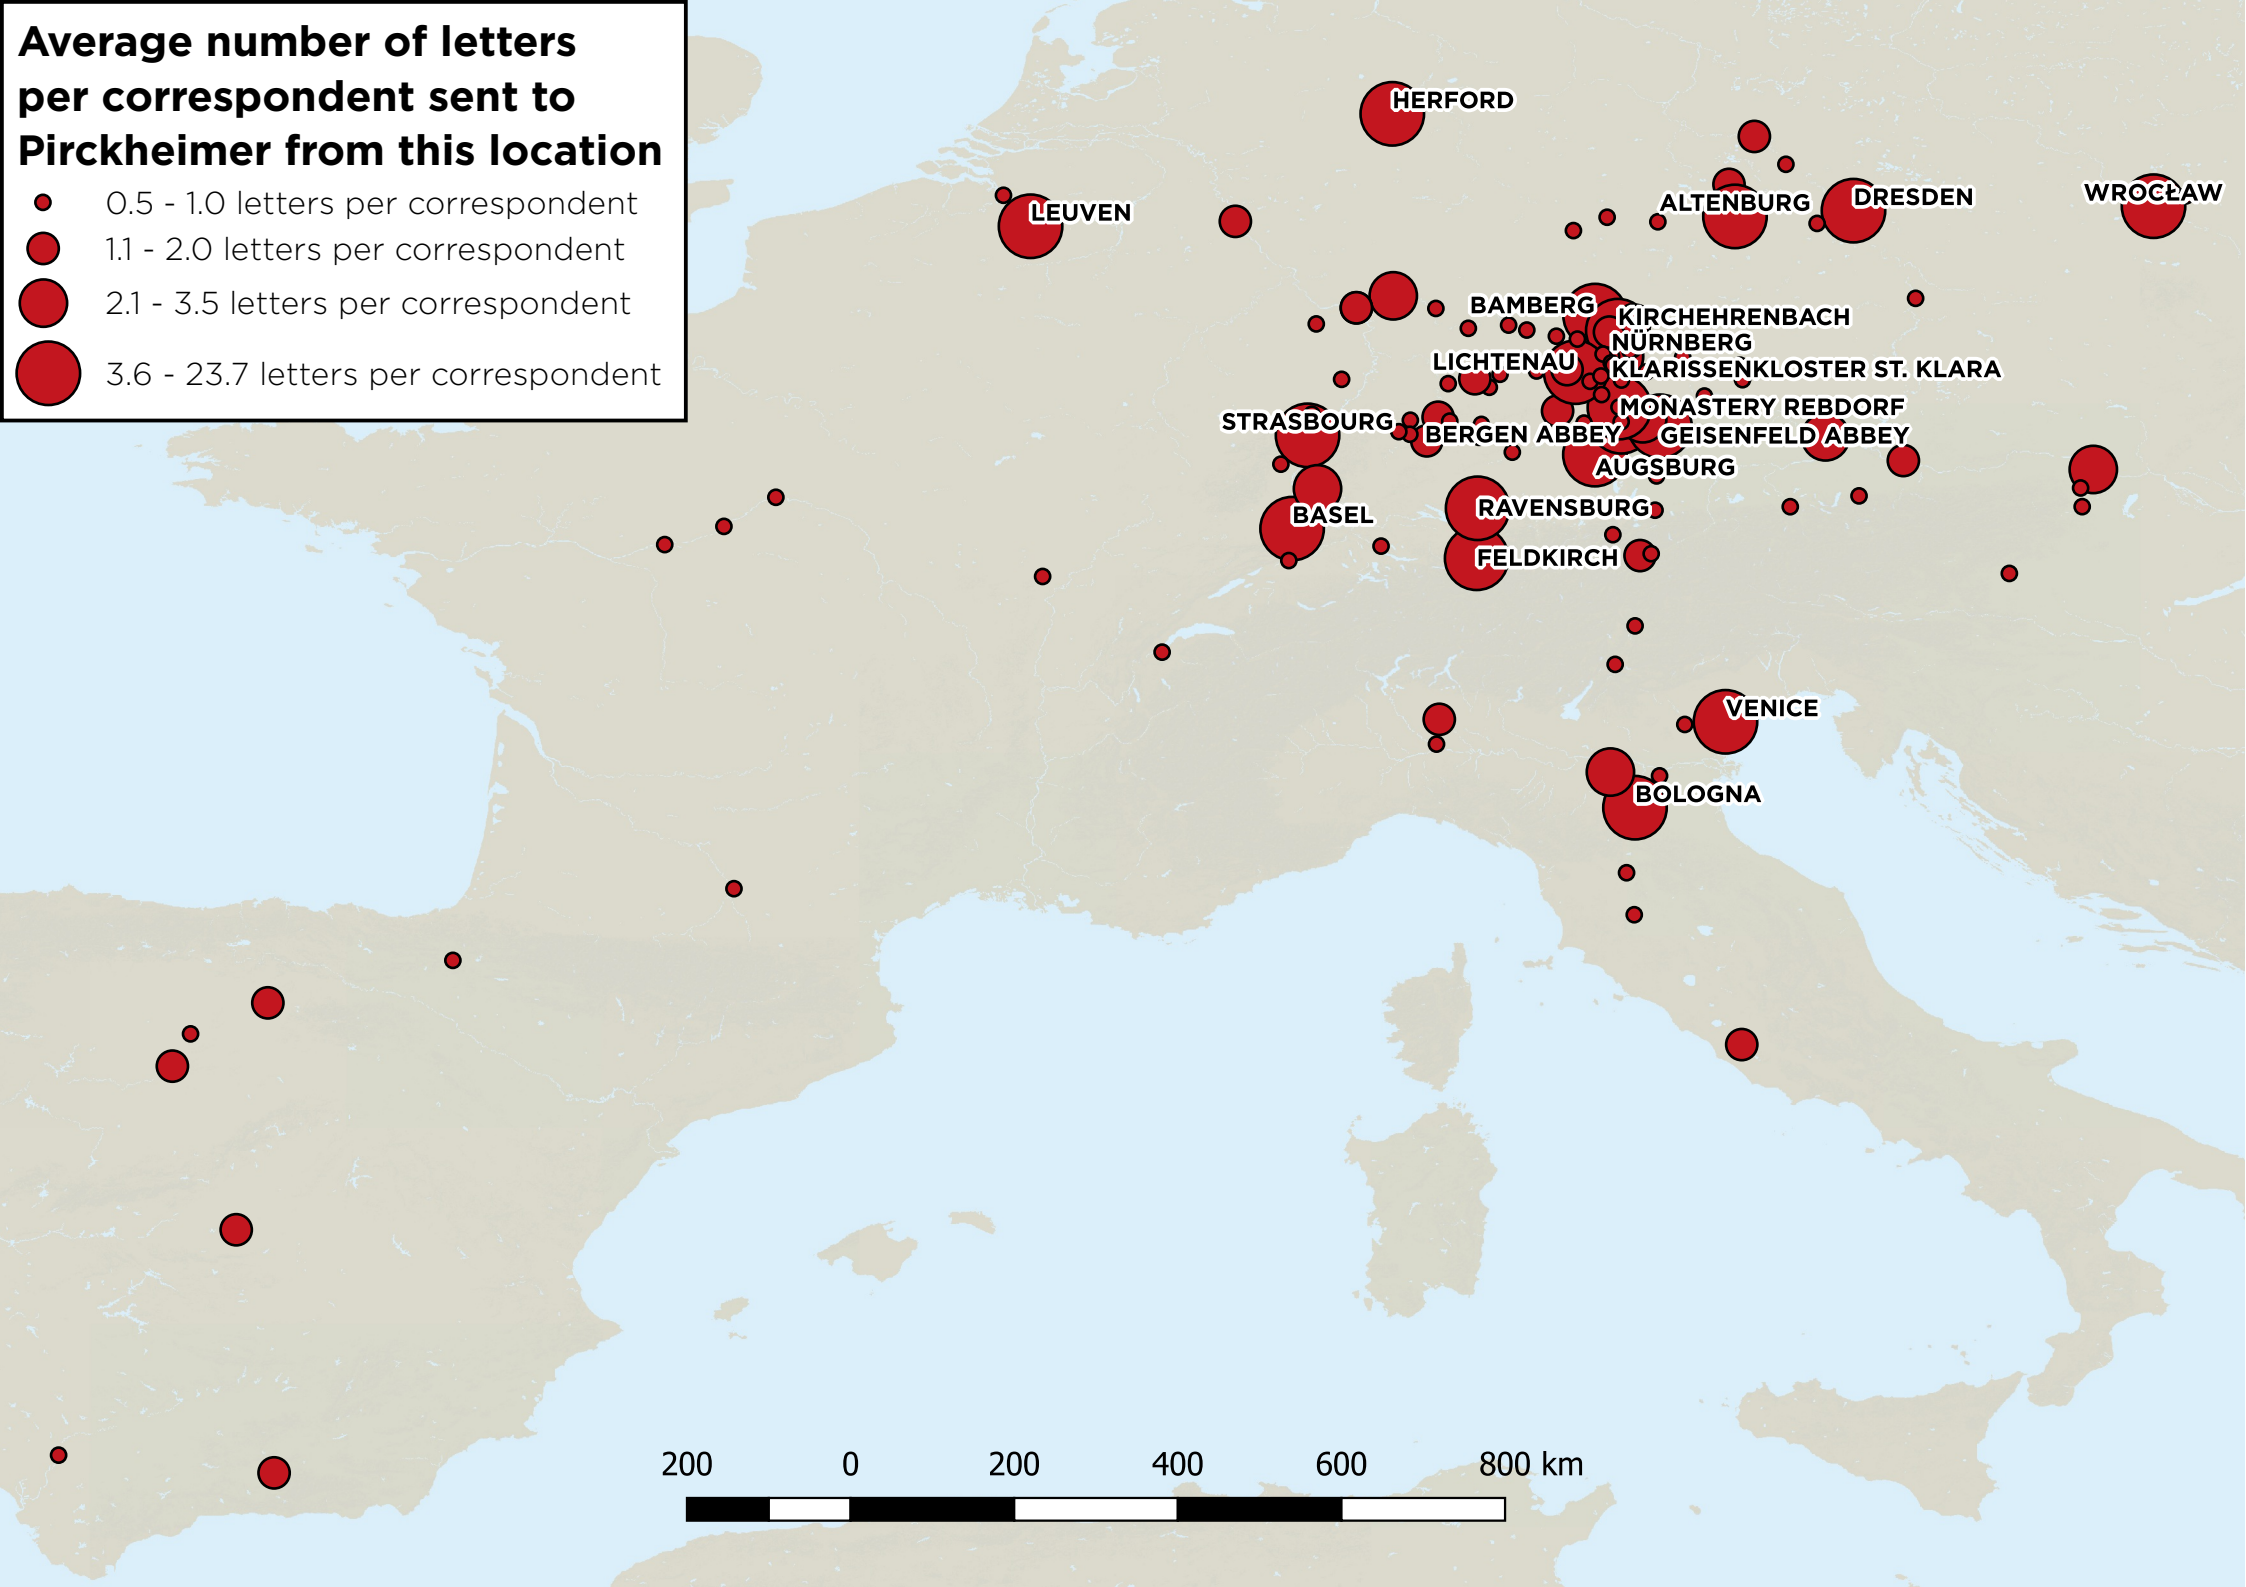 Average number of letters
per correspondent sent to
Pirckheimer from this location
0.5 - 1.0 letters per correspondent
1.1 - 2.0 letters per correspondent
2.1 - 3.5 letters per correspondent
3.6 - 23.7 letters per correspondent
HERFORD
LEUVEN
ALTENBURG
DRESDEN
WROCŁAW
BAMBERG
KIRCHEHRENBACH
NÜRNBERG
LICHTENAU
KLARISSENKLOSTER ST. KLARA
MONASTERY REBDORF
STRASBOURG
BERGEN ABBEY
GEISENFELD ABBEY
AUGSBURG
BASEL
RAVENSBURG
FELDKIRCH
VENICE
BOLOGNA
200 0 200 400 600 800 km